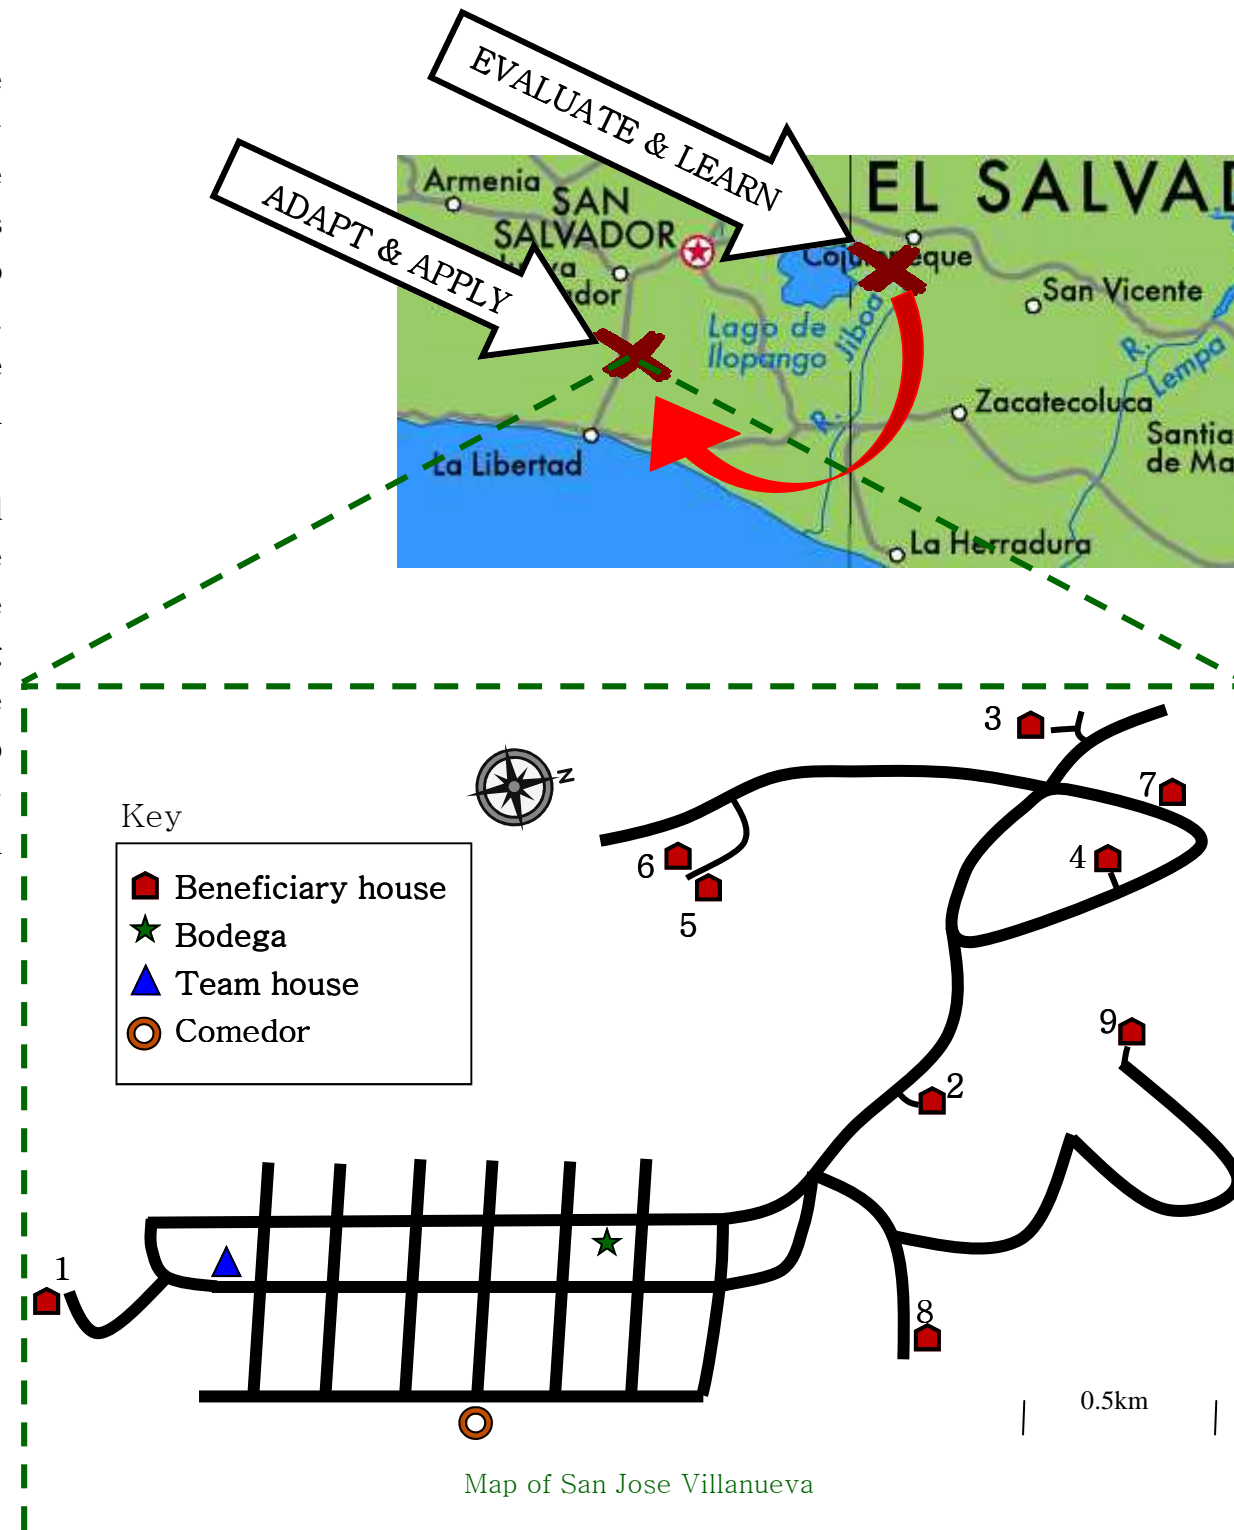 EVALUATE & LEARN
ADAPT & APPLY
EL SALVAD
Armenia
SAN
SALVADOR
ador
San Vicente
Lago de
Ilopango
R.
Jiboa
R.
Lempa
Zacatecoluca
Santia
de Ma
La Libertad
La Herradura
3
N
7
Key
4
6
5
Beneficiary house
Bodega
Team house
Comedor
9
2
1
8
0.5km
Map of San Jose Villanueva